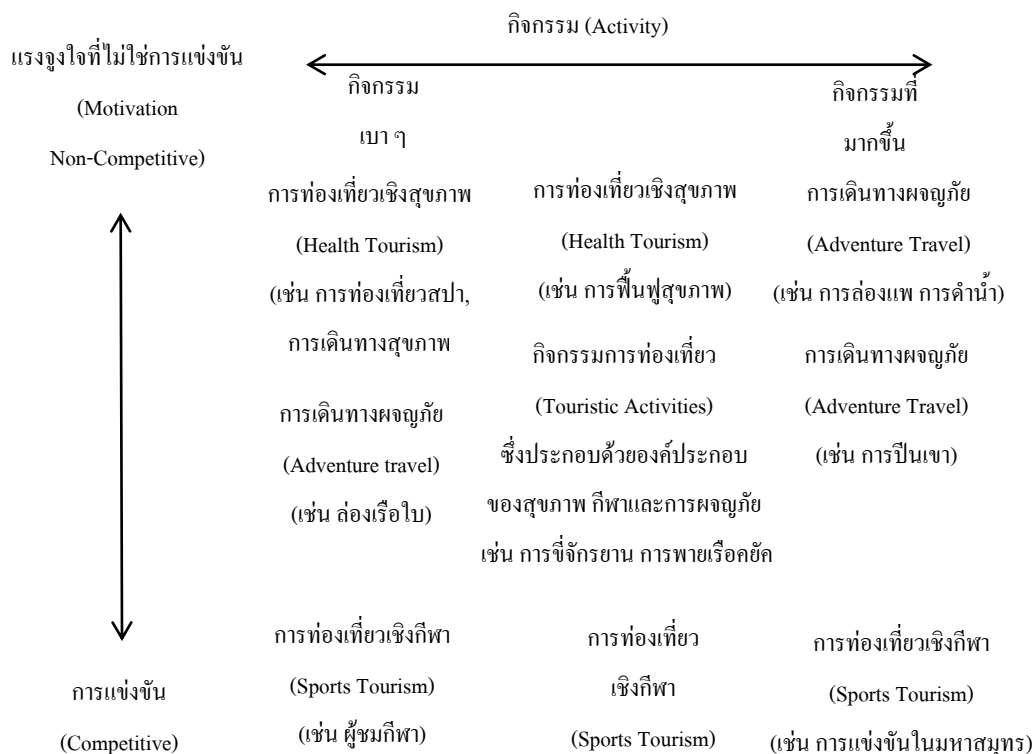 กิจกรรม (Activity)
แรงจูงใจที่ไม่ใช่การแข่งขัน
(Motivation
Non-Competitive)
กิจกรรม
เบา ๆ
กิจกรรมที่
มากขึ้น
การท่องเที่ยวเชิงสุขภาพ
(Health Tourism)
(เช่น การท่องเที่ยวสปา,
การเดินทางสุขภาพ
การท่องเที่ยวเชิงสุขภาพ
(Health Tourism)
(เช่น การฟื้นฟูสุขภาพ)
การเดินทางผจญภัย
(Adventure Travel)
(เช่น การล่องแพ การดำน้ำ)
การเดินทางผจญภัย
(Adventure travel)
(เช่น ล่องเรือใบ)
กิจกรรมการท่องเที่ยว
(Touristic Activities)
ซึ่งประกอบด้วยองค์ประกอบ
ของสุขภาพ กีฬาและการผจญภัย
เช่น การขี่จักรยาน การพายเรือคยัค
การเดินทางผจญภัย
(Adventure Travel)
(เช่น การปีนเขา)
การแข่งขัน
(Competitive)
การท่องเที่ยวเชิงกีฬา
(Sports Tourism)
(เช่น ผู้ชมกีฬา)
การท่องเที่ยว
เชิงกีฬา
(Sports Tourism)
การท่องเที่ยวเชิงกีฬา
(Sports Tourism)
(เช่น การแข่งขันในมหาสมุทร)